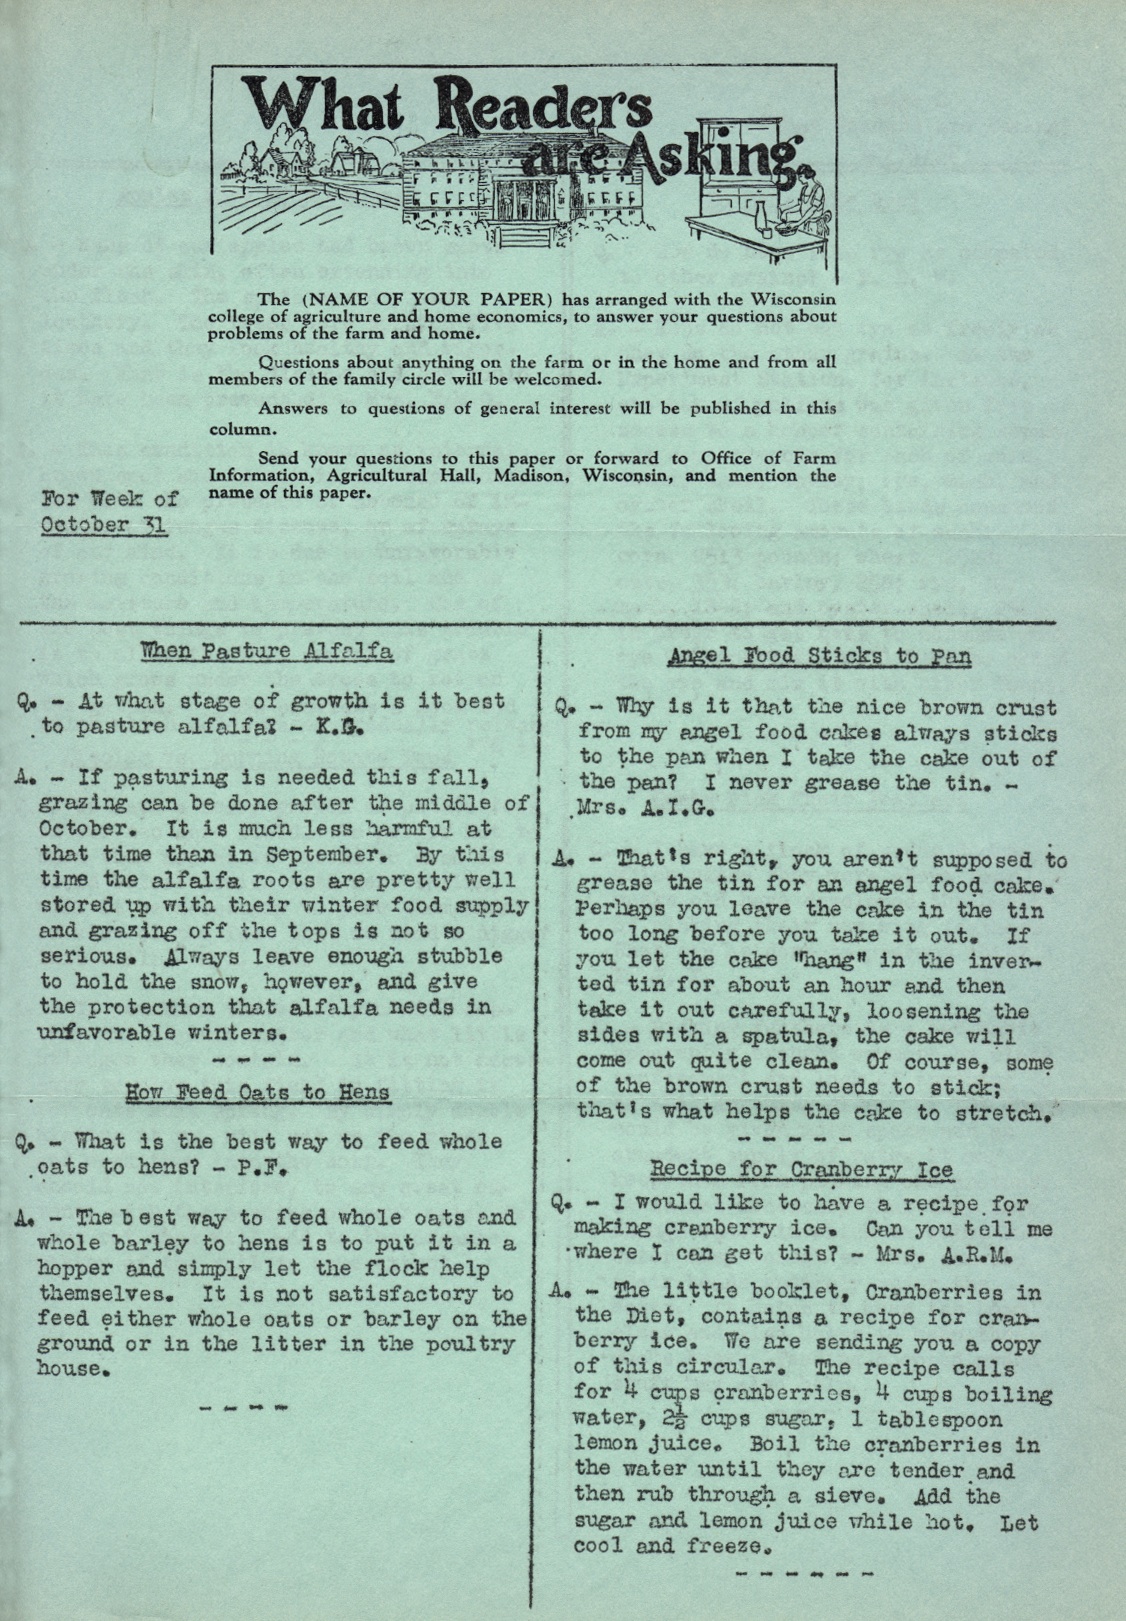 What Readers
are Asking
The (NAME OF YOUR PAPER) has arranged with the Wisconsin
college of agriculture and home economics, to answer your questions about
problems of the farm and home.
Questions about anything on the farm or in the home and from all
members of the family circle will be welcomed.
Answers to questions of general interest will be published in this
column.
Send your questions to this paper or forward to Office of Farm
Information, Agricultural Hall, Madison, Wisconsin, and mention the
name of this paper.
For Week of
October 31
When Pasture Alfalfa
Q. - At what stage of growth is it best
to pasture alfalfa? - K.G.
A. - If pasturing is needed this fall,
grazing can be done after the middle of
October. It is much less harmful at
that time than in September. By this
time the alfalfa roots are pretty well
stored up with their winter food supply
and grazing off the tops is not so
serious. Always leave enough stubble
to hold the snow, however, and give
the protection that alfalfa needs in
unfavorable winters.
- - - -
How Feed Oats to Hens
Q. - What is the best way to feed whole
oats to hens? - P.F.
A. - The best way to feed whole oats and
whole barley to hens is to put it in a
hopper and simply let the flock help
themselves. It is not satisfactory to
feed either whole oats or barley on the
ground or in the litter in the poultry
house.
- - - -
Angel Food Sticks to Pan
Q. - Why is it that the nice brown crust
from my angel food cakes always sticks
to the pan when I take the cake out of
the pan? I never grease the tin. -
Mrs. A.I.G.
A. - That's right, you aren't supposed to
grease the tin for an angel food cake.
Perhaps you leave the cake in the tin
too long before you take it out. If
you let the cake "hang" in the inver-
ted tin for about an hour and then
take it out carefully, loosening the
sides with a spatula, the cake will
come out quite clean. Of course, some
of the brown crust needs to stick;
that's what helps the cake to stretch.
- - - - -
Recipe for Cranberry Ice
Q. - I would like to have a recipe for
making cranberry ice. Can you tell me
where I can get this? - Mrs. A.R.M.
A. - The little booklet, Cranberries in
the Diet, contains a recipe for cran-
berry ice. We are sending you a copy
of this circular. The recipe calls
for 4 cups cranberries, 4 cups boiling
water, 2½ cups sugar, 1 tablespoon
lemon juice. Boil the cranberries in
the water until they are tender and
then rub through a sieve. Add the
sugar and lemon juice while hot. Let
cool and freeze.
- - - - - -